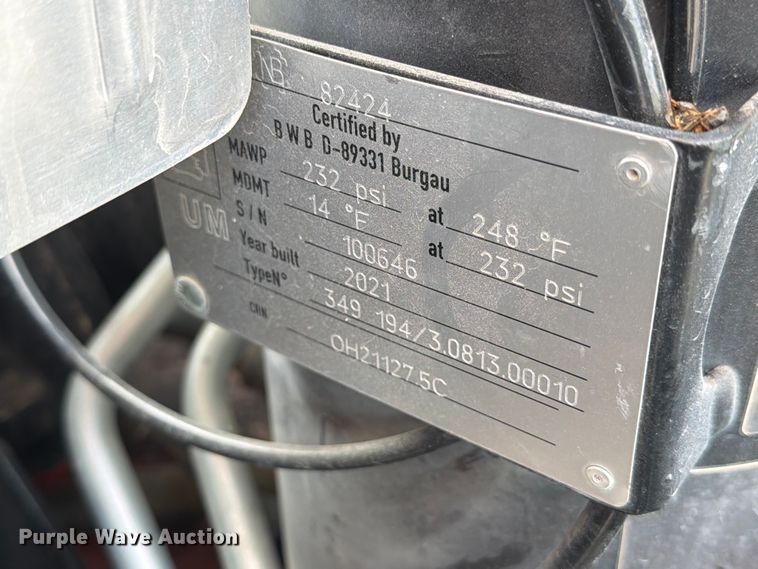 NB 82424
Certified by
B W B D-89331 Burgau
MAWP 232 psi at 248 °F
MDMT 14 °F at 232 psi
S / N 100646
Year built 2021
TypeN° 349 194/3.0813.00010
CRN OH21127.5C
UM
Purple Wave Auction